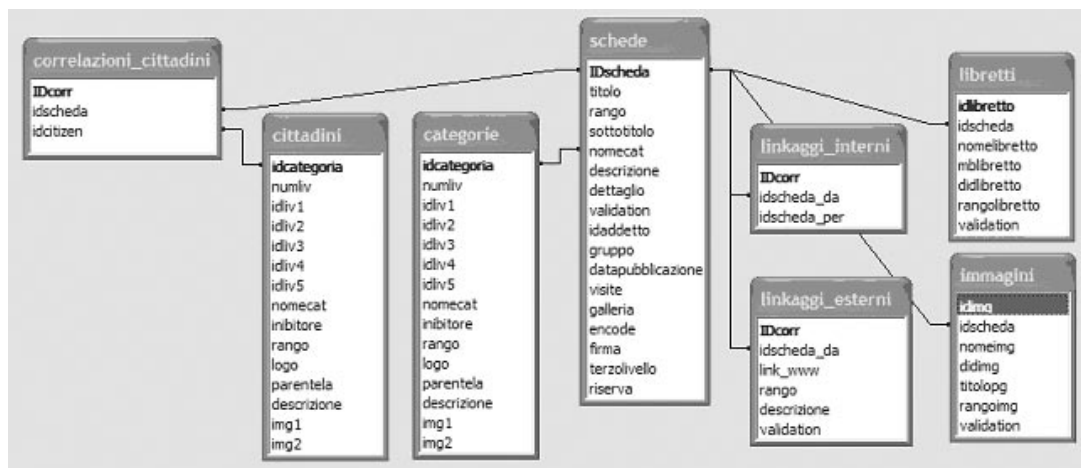 correlazioni_cittadini
IDcorr
idscheda
idcitizen
cittadini
idcategoria
numliv
idliv1
idliv2
idliv3
idliv4
idliv5
nomecat
inibitore
rango
logo
parentela
descrizione
img1
img2
categorie
idcategoria
numliv
idliv1
idliv2
idliv3
idliv4
idliv5
nomecat
inibitore
rango
logo
parentela
descrizione
img1
img2
schede
IDscheda
titolo
rango
sottotitolo
nomecat
descrizione
dettaglio
validation
idaddetto
gruppo
datapubblicazione
visite
galleria
encode
firma
terzolivello
riserva
linkaggi_interni
IDcorr
idscheda_da
idscheda_per
linkaggi_esterni
IDcorr
idscheda_da
link_www
rango
descrizione
validation
libretti
idlibretto
idscheda
nomelibretto
mblibretto
didlibretto
rangolibretto
validation
immagini
idimg
idscheda
nomeimg
didimg
titolopg
rangoimg
validation